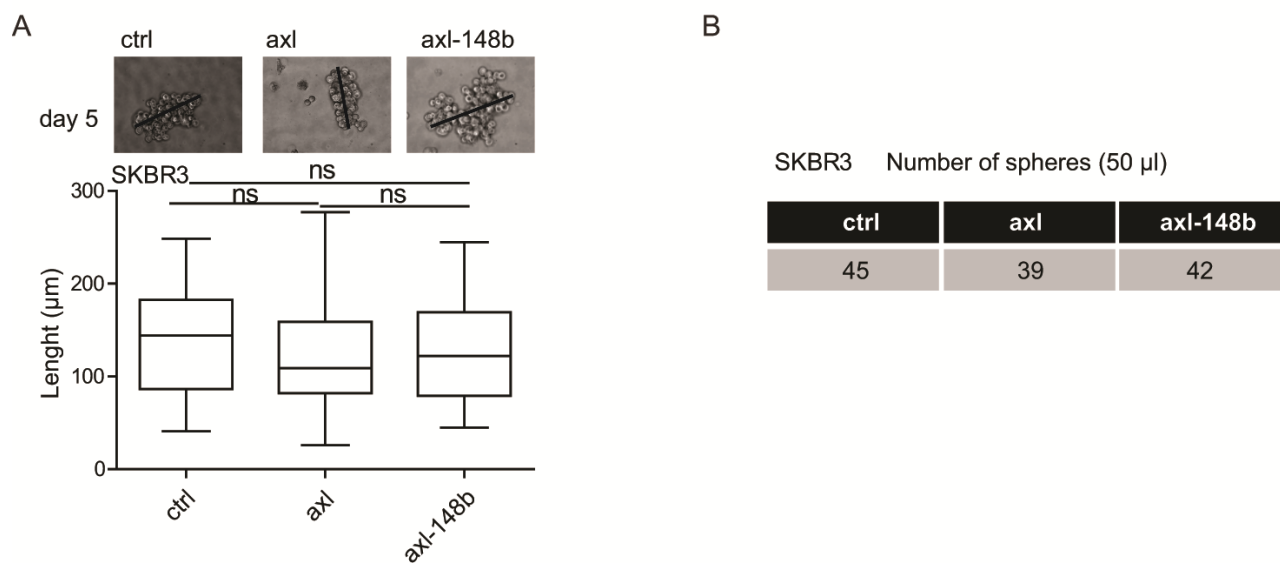 A
ctrl axl axl-148b
day 5
SKBR3
ns
ns ns
300
200
100
0
Lenght (µm)
ctrl axl axl-148b
B
SKBR3 Number of spheres (50 µl)
ctrl axl axl-148b
45 39 42